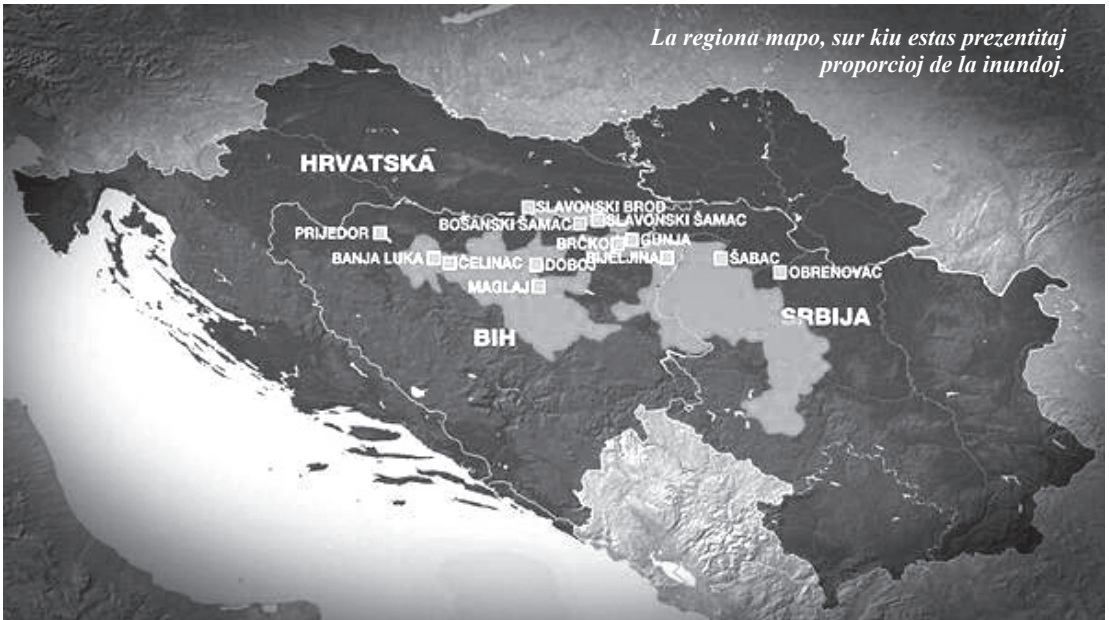 La regiona mapo, sur kiu estas prezentitaj
proporcioj de la inundoj.
HRVATSKA
SLAVONSKI BROD
BOSANSKI ŠAMAC
SLAVONSKI ŠAMAC
PRIJEDOR
BRČKO
GUNJA
BANJA LUKA
ČELINAC
DOBOJ
BIJELJINA
ŠABAC
OBRENOVAC
MAGLAJ
BIH
SRBIJA